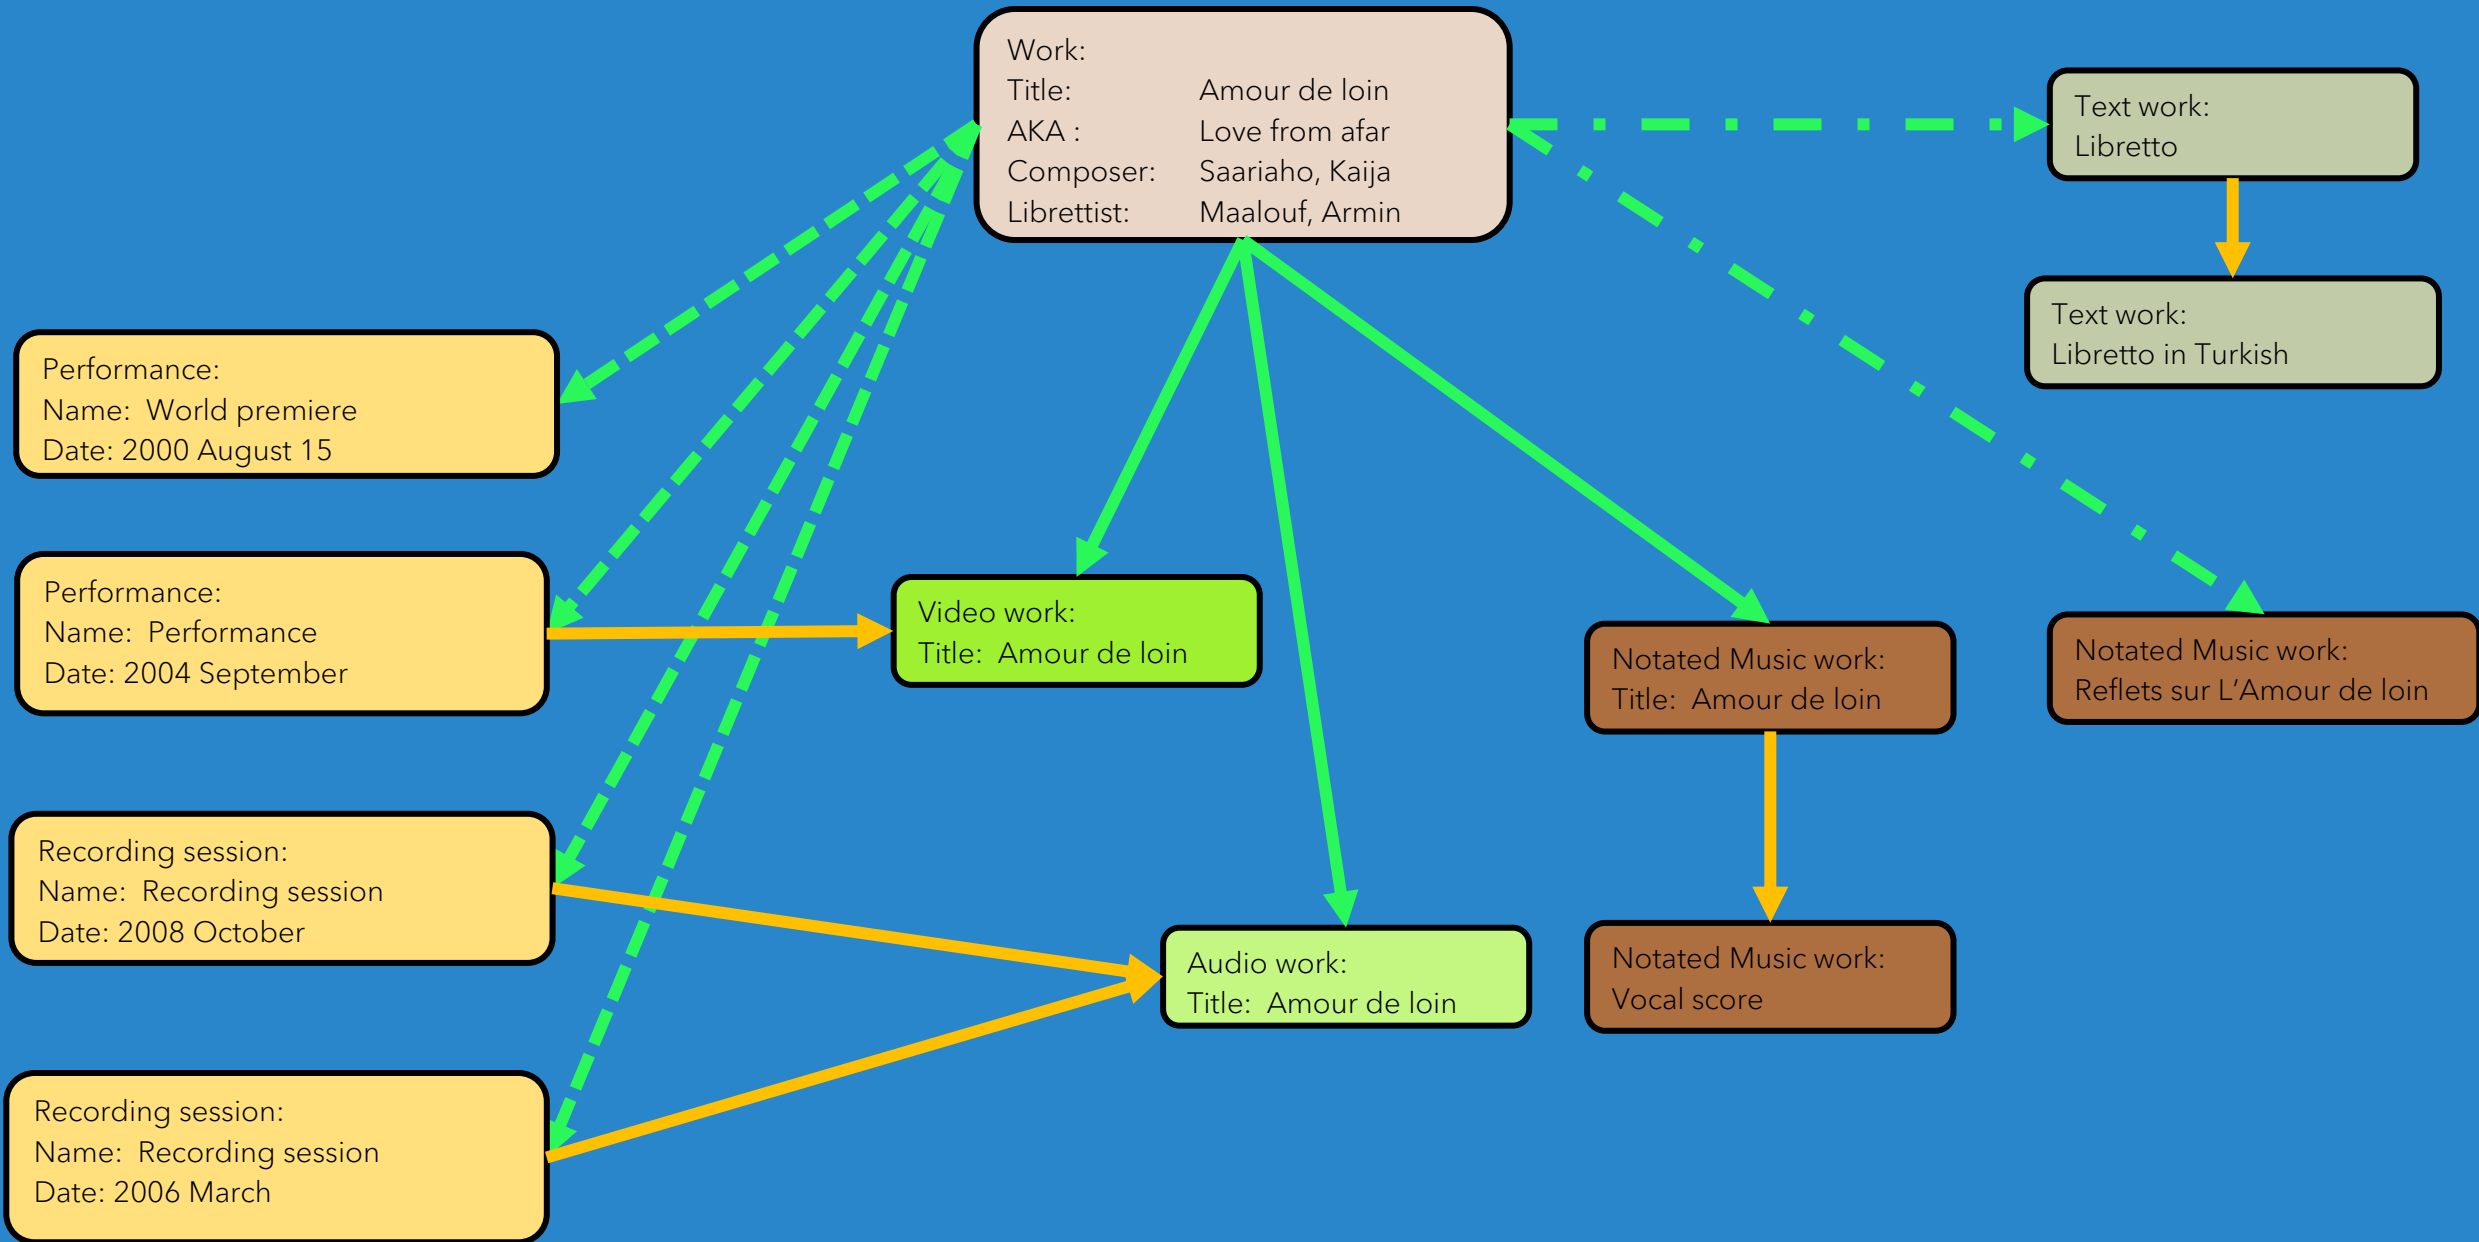 Work:
Title: Amour de loin
AKA : Love from afar
Composer: Saariaho, Kaija
Librettist: Maalouf, Armin
Text work:
Libretto
Text work:
Libretto in Turkish
Performance:
Name: World premiere
Date: 2000 August 15
Performance:
Name: Performance
Date: 2004 September
Video work:
Title: Amour de loin
Notated Music work:
Title: Amour de loin
Notated Music work:
Reflets sur L’Amour de loin
Recording session:
Name: Recording session
Date: 2008 October
Audio work:
Title: Amour de loin
Notated Music work:
Vocal score
Recording session:
Name: Recording session
Date: 2006 March